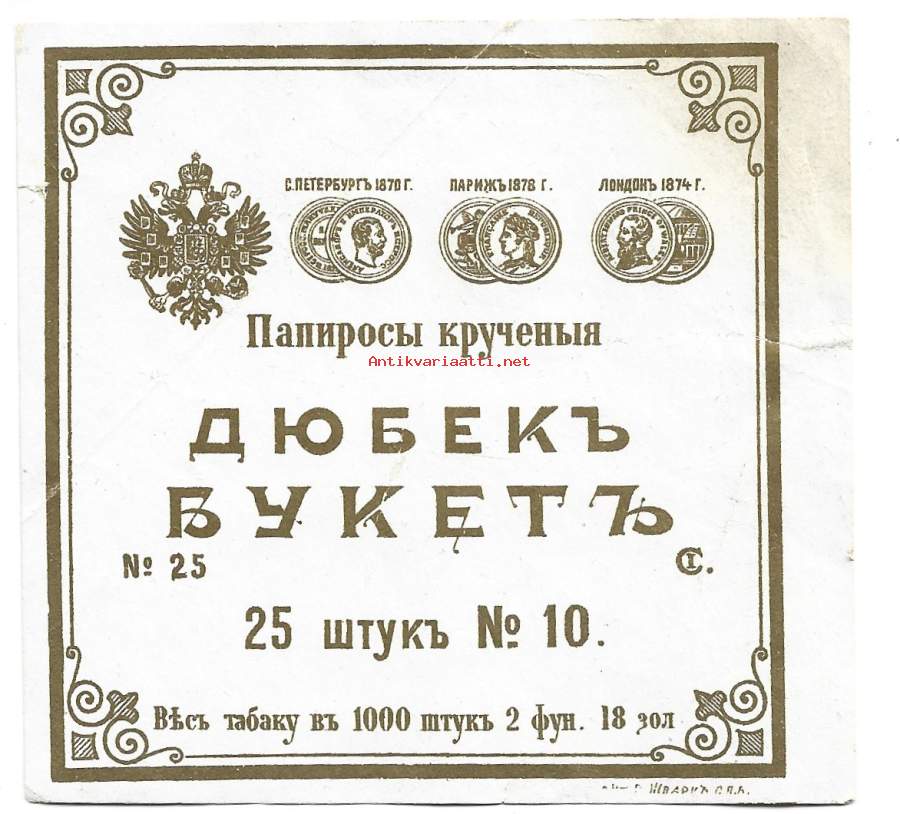 С.ПЕТЕРБУРГЪ 1870 Г. ПАРИЖЪ 1878 Г. ЛОНДОНЪ 1874 Г.
Папиросы крученыя
Antikvariaatti.net
ДЮБЕКЪ
БУКЕТЪ
№ 25
25 штукъ № 10.
Вѣсъ табаку въ 1000 штукъ 2 фун. 18 зол
Шварцъ С.П.Б.